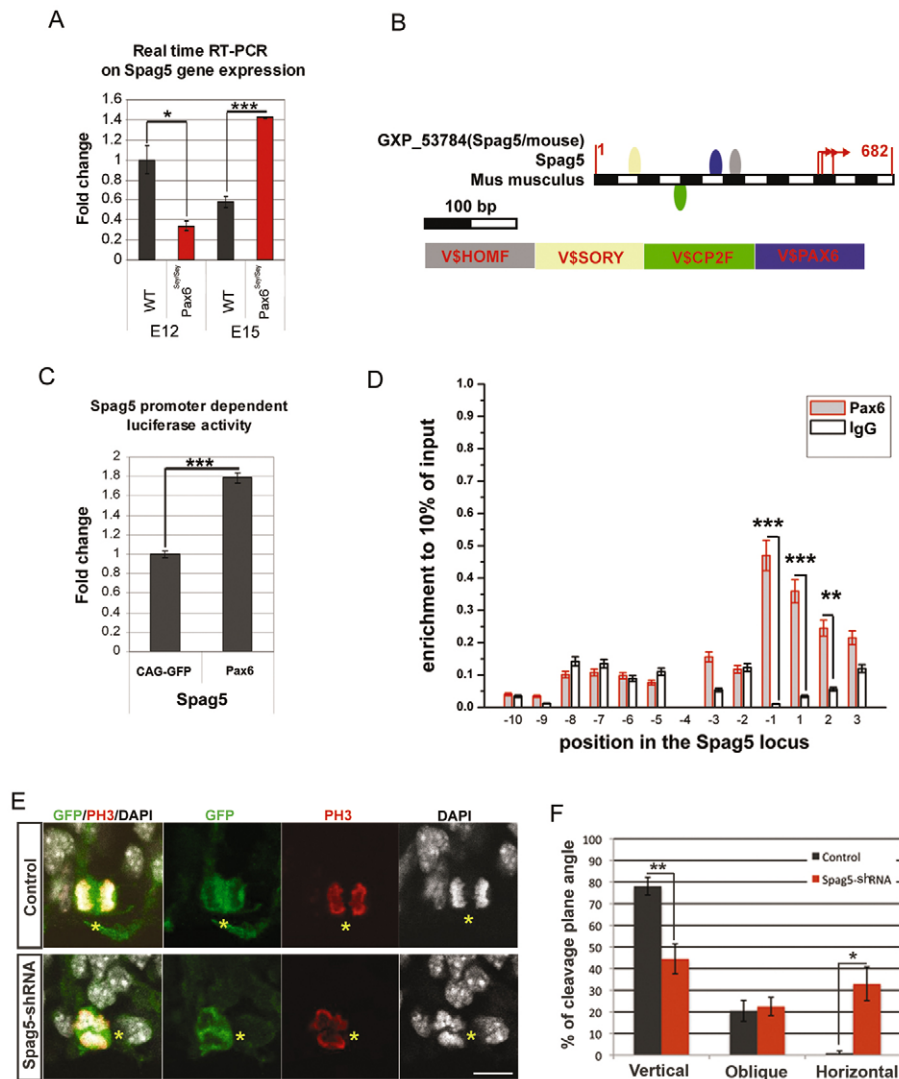 A
Real time RT-PCR
on Spag5 gene expression
Fold change
1.6
1.4
1.2
1
0.8
0.6
0.4
0.2
0
*
***
WT
Pax6 Sey/Sey
WT
Pax6 Sey/Sey
E12
E15
B
GXP_53784(Spag5/mouse)
Spag5
Mus musculus
1
682
100 bp
V$HOMF
V$SORY
V$CP2F
V$PAX6
C
Spag5 promoter dependent
luciferase activity
Fold change
2
1.8
1.6
1.4
1.2
1
0.8
0.6
0.4
0.2
0
***
CAG-GFP
Pax6
Spag5
D
enrichment to 10% of input
1.0
0.9
0.8
0.7
0.6
0.5
0.4
0.3
0.2
0.1
0.0
Pax6
IgG
***
***
**
-10 -9 -8 -7 -6 -5 -4 -3 -2 -1 1 2 3
position in the Spag5 locus
E
GFP/PH3/DAPI
GFP
PH3
DAPI
Control
* * * *
Spag5-shRNA
* * * *
F
% of cleavage plane angle
100
90
80
70
60
50
40
30
20
10
0
Control
Spag5-shRNA
**
*
Vertical
Oblique
Horizontal